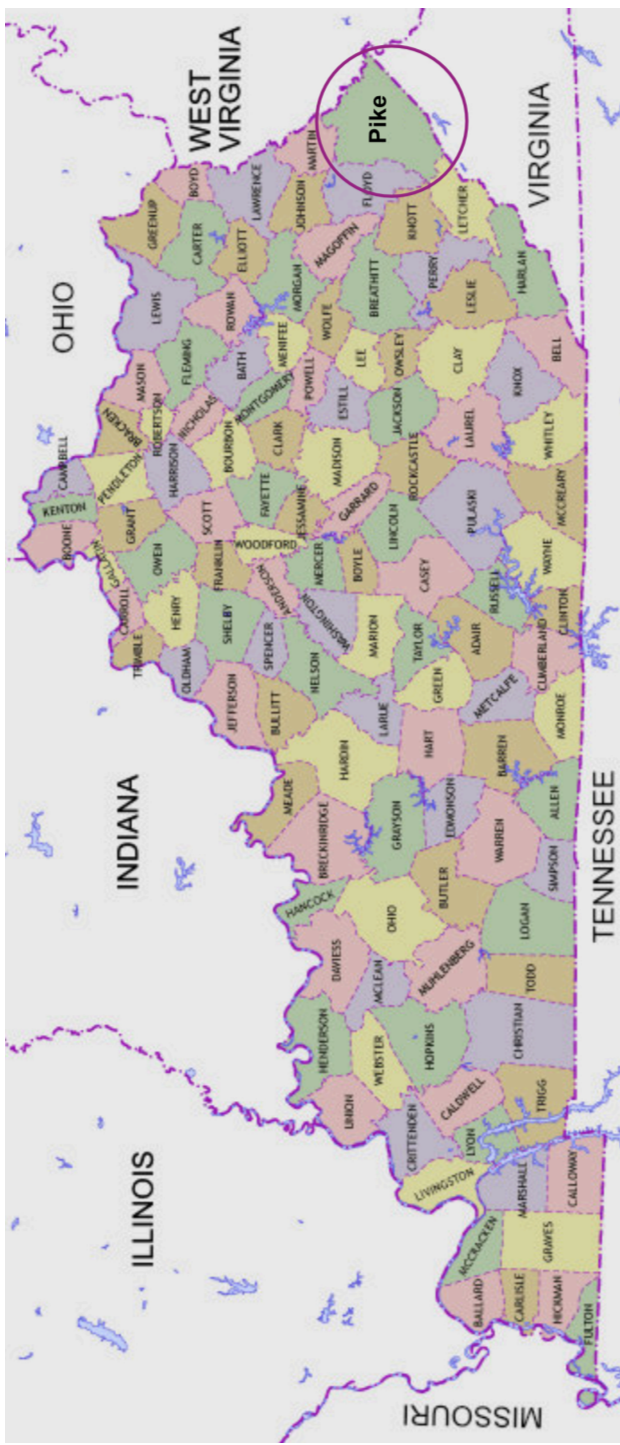 OHIO
WEST
VIRGINIA
INDIANA
ILLINOIS
MISSOURI
TENNESSEE
VIRGINIA
Pike
BOONE
KENTON
CAMPBELL
GALLATIN
GRANT
PENDLETON
BRACKEN
MASON
LEWIS
GREENUP
CARROLL
TRIMBLE
OWEN
HARRISON
ROBERTSON
FLEMING
CARTER
BOYD
HENRY
OLDHAM
NICHOLAS
ROWAN
ELLIOTT
LAWRENCE
SHELBY
FRANKLIN
SCOTT
BOURBON
BATH
JEFFERSON
SPENCER
ANDERSON
WOODFORD
FAYETTE
CLARK
MONTGOMERY
MENIFEE
MORGAN
JOHNSON
MARTIN
BULLITT
MEADE
NELSON
WASHINGTON
MERCER
JESSAMINE
POWELL
WOLFE
MAGOFFIN
HANCOCK
BRECKINRIDGE
HARDIN
MADISON
ESTILL
HENDERSON
DAVIESS
BOYLE
GARRARD
LEE
BREATHITT
FLOYD
UNION
WEBSTER
MCLEAN
OHIO
GRAYSON
LARUE
MARION
LINCOLN
JACKSON
OWSLEY
KNOTT
CRITTENDEN
HOPKINS
HART
GREEN
TAYLOR
CASEY
ROCKCASTLE
PERRY
LIVINGSTON
BUTLER
EDMONSON
MUHLENBERG
CLAY
LESLIE
LETCHER
CALDWELL
LYON
ADAIR
PULASKI
LAUREL
MCCRACKEN
BALLARD
WARREN
BARREN
METCALFE
RUSSELL
KNOX
HARLAN
MARSHALL
TRIGG
CHRISTIAN
TODD
LOGAN
SIMPSON
ALLEN
MONROE
CUMBERLAND
CLINTON
WAYNE
MCCREARY
WHITLEY
BELL
CARLISLE
GRAVES
CALLOWAY
HICKMAN
FULTON